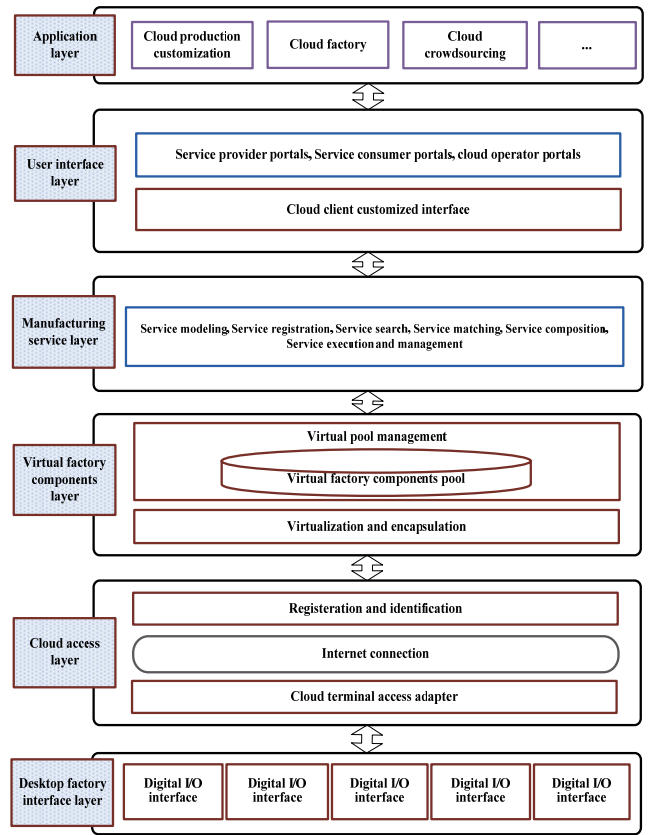 Application
layer
Cloud production
customization
Cloud factory
Cloud
crowdsourcing
...
User interface
layer
Service provider portals, Service consumer portals, cloud operator portals
Cloud client customized interface
Manufacturing
service layer
Service modeling, Service registration, Service search, Service matching, Service composition,
Service execution and management
Virtual factory
components
layer
Virtual pool management
Virtual factory components pool
Virtualization and encapsulation
Cloud access
layer
Registeration and identification
Internet connection
Cloud terminal access adapter
Desktop factory
interface layer
Digital I/O
interface
Digital I/O
interface
Digital I/O
interface
Digital I/O
interface
Digital I/O
interface